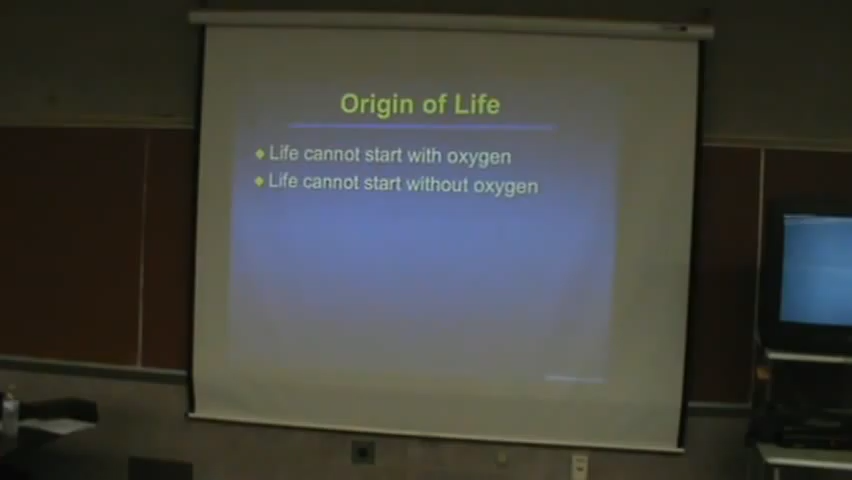 Origin of Life
Life cannot start with oxygen
Life cannot start without oxygen